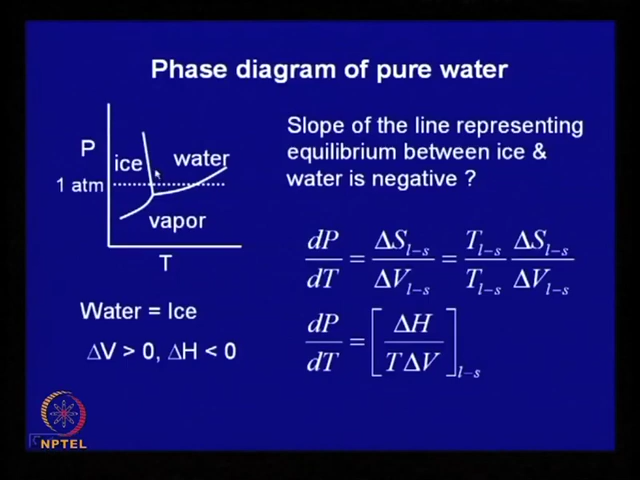 Phase diagram of pure water
P
ice
water
1 atm
vapor
T
Water = Ice
ΔV > 0, ΔH < 0
Slope of the line representing
equilibrium between ice &
water is negative ?
dP/dT = ΔS_{l-s}/ΔV_{l-s} = T_{l-s}/T_{l-s} ΔS_{l-s}/ΔV_{l-s}
dP/dT = [ΔH/TΔV]_{l-s}
NPTEL